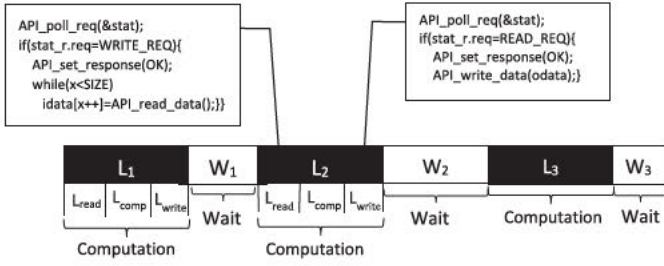 API_poll_req(&stat);
if(stat_r.req=WRITE_REQ){
API_set_response(OK);
while(x<SIZE)
idata[x++]=API_read_data();}}
API_poll_req(&stat);
if(stat_r.req=READ_REQ){
API_set_response(OK);
API_write_data(odata);}
L1 W1 L2 W2 L3 W3
Lread Lcomp Lwrite Lread Lcomp Lwrite
Wait Wait Computation Wait
Computation Computation